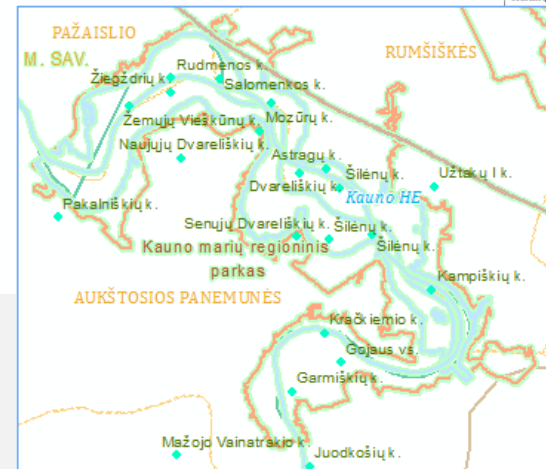 PAŽAISLIO
RUMŠIŠKĖS
M. SAV.
Rudmenos k.
Žiegždrių k.
Salomenkos k.
Žemųjų Viešķūnų k.
Mozūrų k.
Naujųjų Dvareliškių k.
Astragų k.
Šilėnų k.
Užtakų I k.
Dvareliškių k.
Kauno HE
Pakalniškių k.
Senųjų Dvareliškių k.
Šilėnų k.
Šilėnų k.
Kauno marių regioninis
parkas
Kampiškių k.
AUKŠTOSIOS PANEMUNĖS
Kračkiemio k.
Gojaus vs.
Garmiškių k.
Mažojo Vainatrakio k.
Juodkošių k.